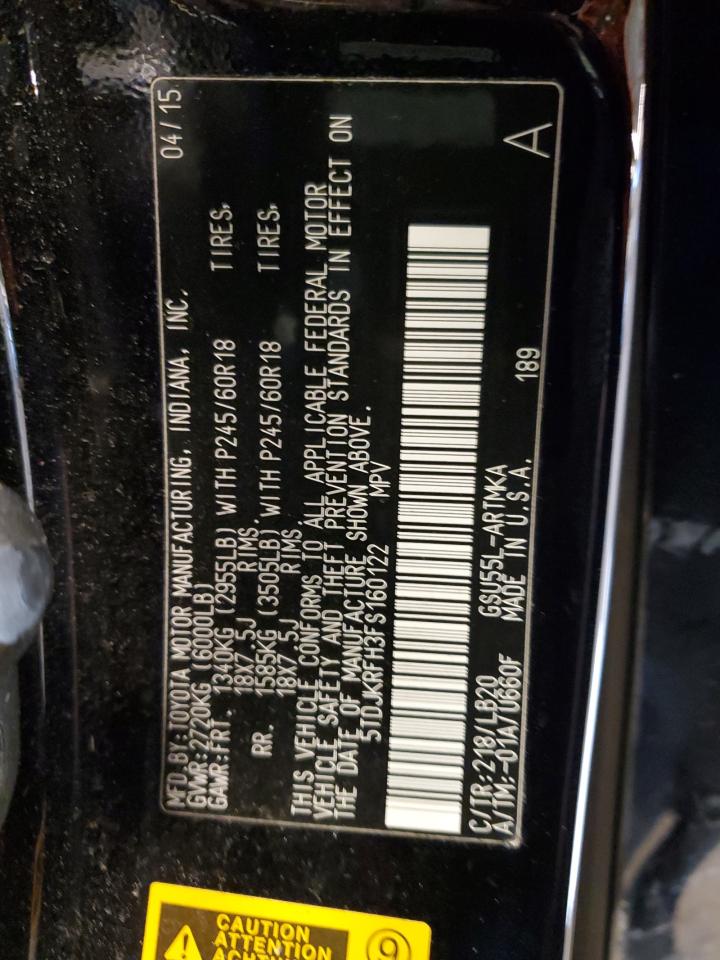 MFD.BY:TOYOTA MOTOR MANUFACTURING, INDIANA, INC. 04/15
GVWR:2720KG (6000LB)
GAWR:FRT. 1340KG (2955LB) WITH P245/60R18 TIRES,
18X7.5J RIMS.
RR. 1585KG (3505LB) WITH P245/60R18 TIRES,
18X7.5J RIMS
THIS VEHICLE CONFORMS TO ALL APPLICABLE FEDERAL MOTOR
VEHICLE SAFETY AND THEFT PREVENTION STANDARDS IN EFFECT ON
THE DATE OF MANUFACTURE SHOWN ABOVE.
5TDJKRFH3FS160122 MPV
C/TR:218/LB20 GSU55L-ARTMKA
A/TM:-01A/U660F MADE IN U.S.A. 189 A
CAUTION
ATTENTION
9